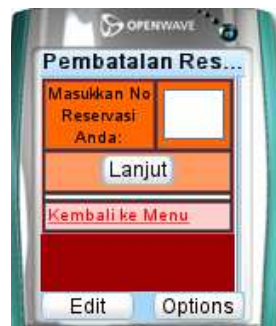 OPENWAVE
Pembatalan Res...
Masukkan No
Reservasi
Anda:
Lanjut
Kembali ke Menu
Edit
Options